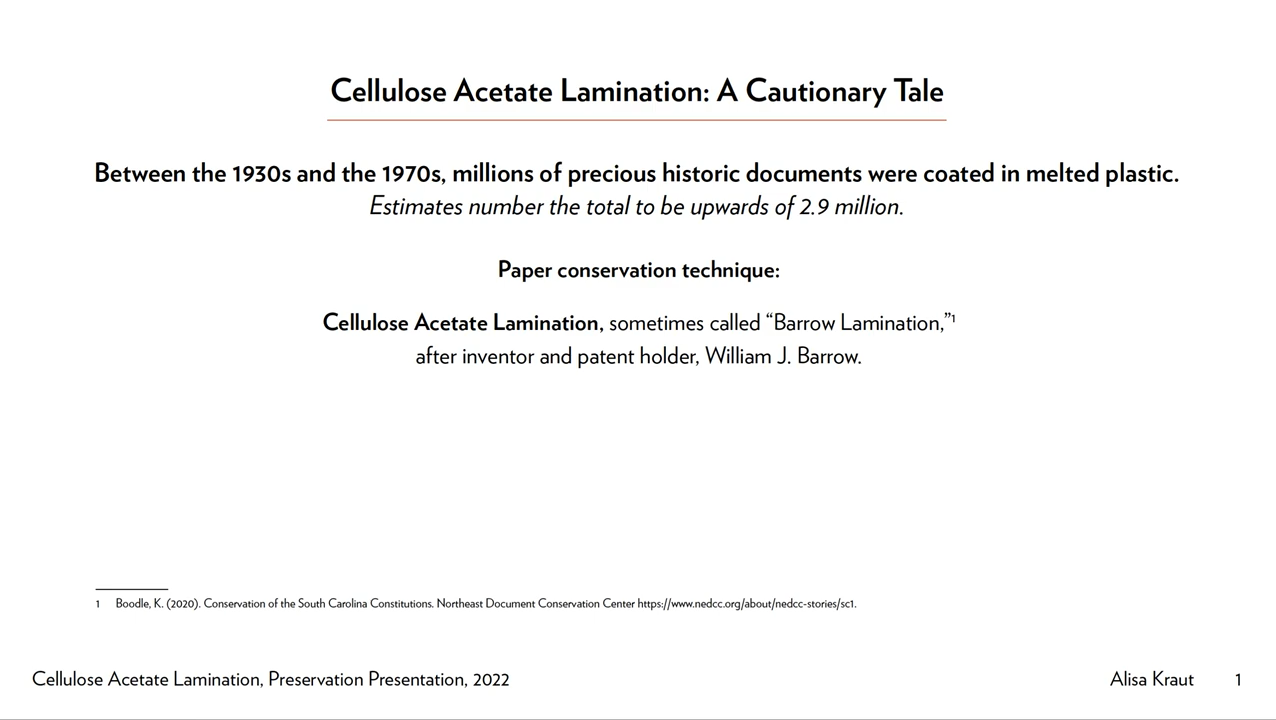 Cellulose Acetate Lamination: A Cautionary Tale
Between the 1930s and the 1970s, millions of precious historic documents were coated in melted plastic.
Estimates number the total to be upwards of 2.9 million.
Paper conservation technique:
Cellulose Acetate Lamination, sometimes called “Barrow Lamination,”¹
after inventor and patent holder, William J. Barrow.
1 Boodle, K. (2020). Conservation of the South Carolina Constitutions. Northeast Document Conservation Center https://www.nedcc.org/about/nedcc-stories/sc1.
Cellulose Acetate Lamination, Preservation Presentation, 2022
Alisa Kraut 1